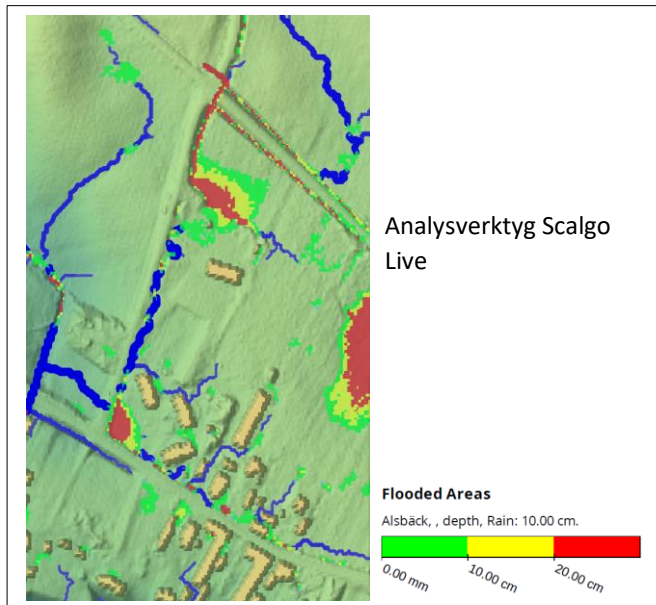 Analysverktyg Scalgo
Live
Flooded Areas
Alsbäck, , depth, Rain: 10.00 cm.
0.00 mm
10.00 cm
20.00 cm